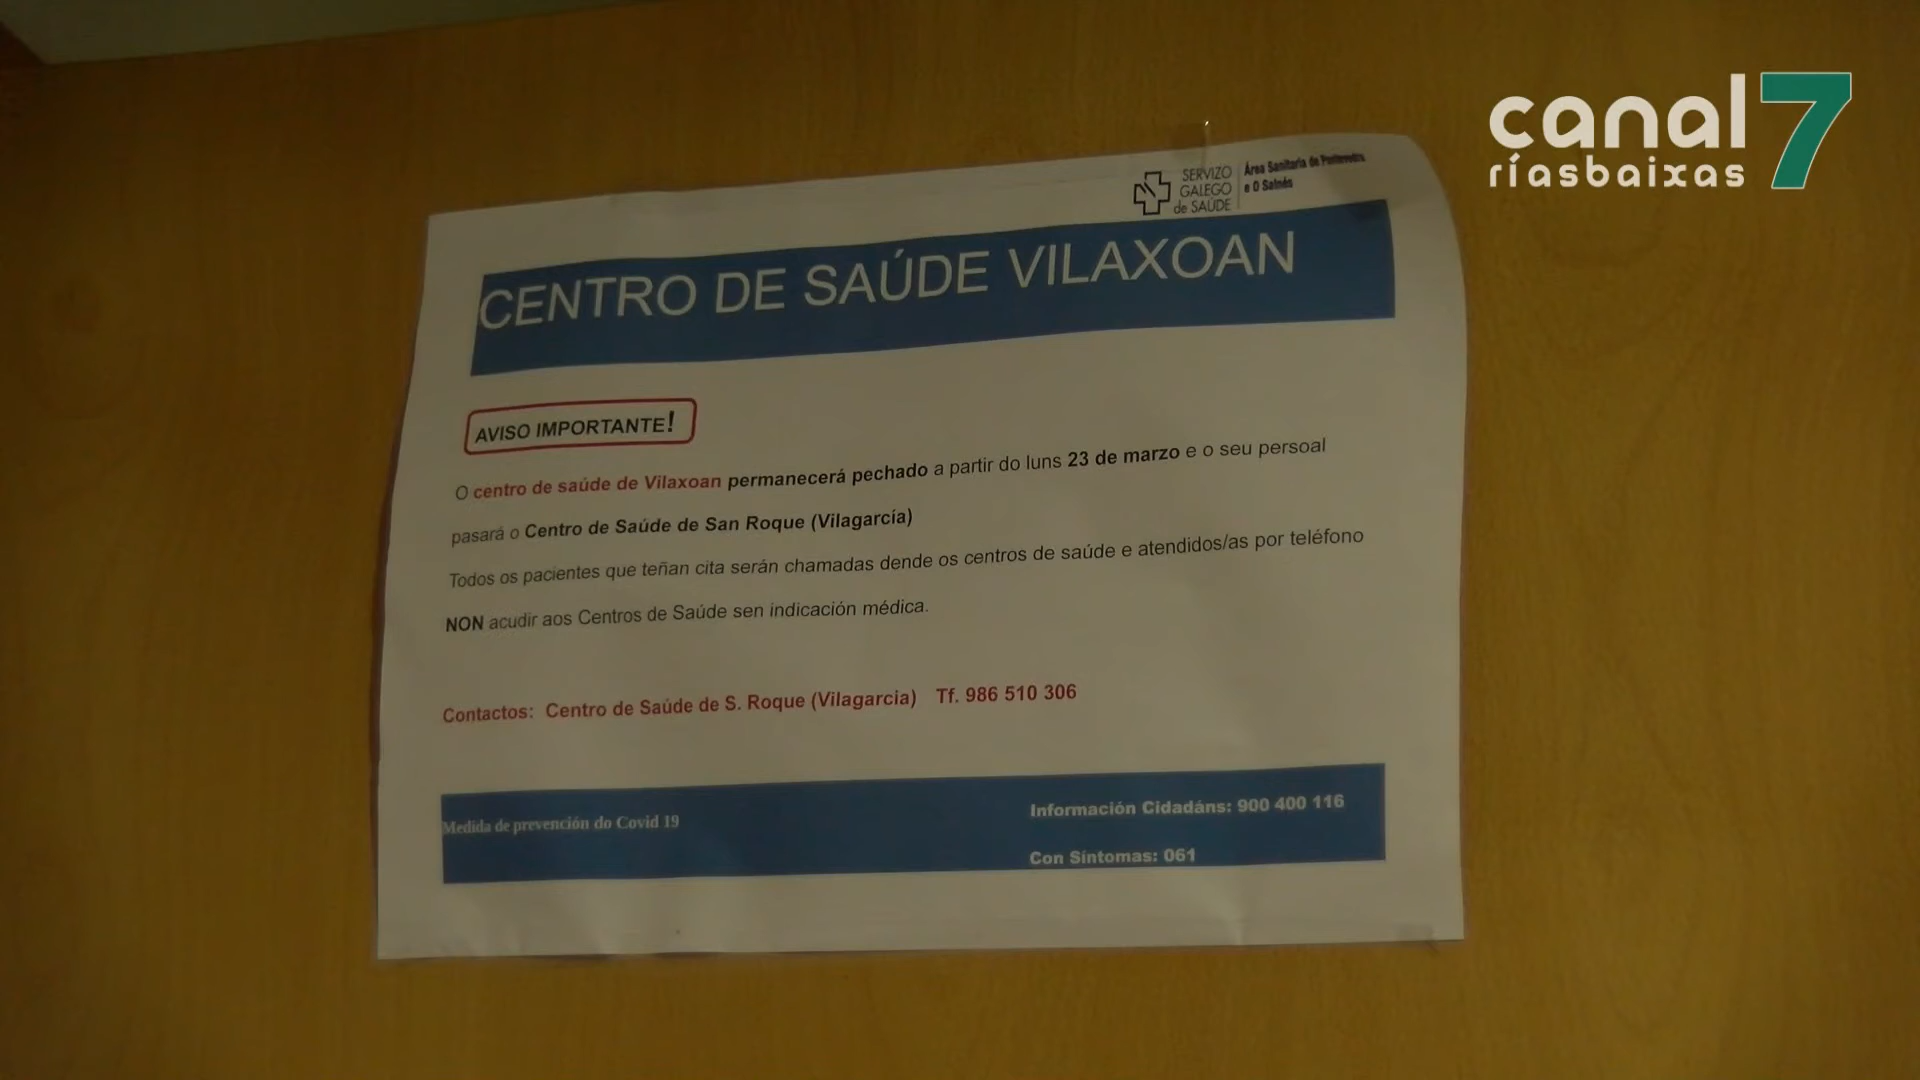 canal 7
ríasbaixas
SERVIZO
GALEGO
de SAÚDE
Área Sanitaria de Pontevedra
e O Salnés
CENTRO DE SAÚDE VILAXOAN
AVISO IMPORTANTE!
O centro de saúde de Vilaxoan permanecerá pechado a partir do luns 23 de marzo e o seu persoal
pasará o Centro de Saúde de San Roque (Vilagarcía)
Todos os pacientes que teñan cita serán chamadas dende os centros de saúde e atendidos/as por teléfono
NON acudir aos Centros de Saúde sen indicación médica.
Contactos: Centro de Saúde de S. Roque (Vilagarcia) Tf. 986 510 306
Medida de prevención do Covid 19
Información Cidadáns: 900 400 116
Con Síntomas: 061